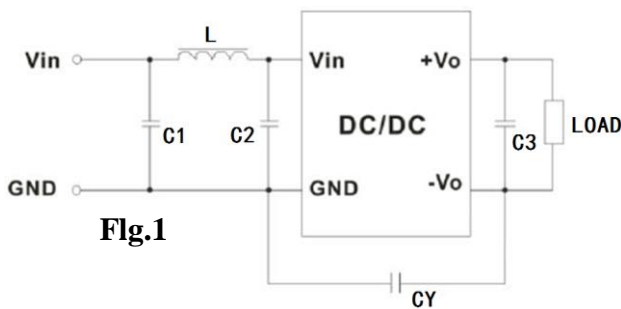 L
Vin
Vin
+Vo
C1
C2
DC/DC
C3
LOAD
GND
GND
-Vo
Flg.1
CY